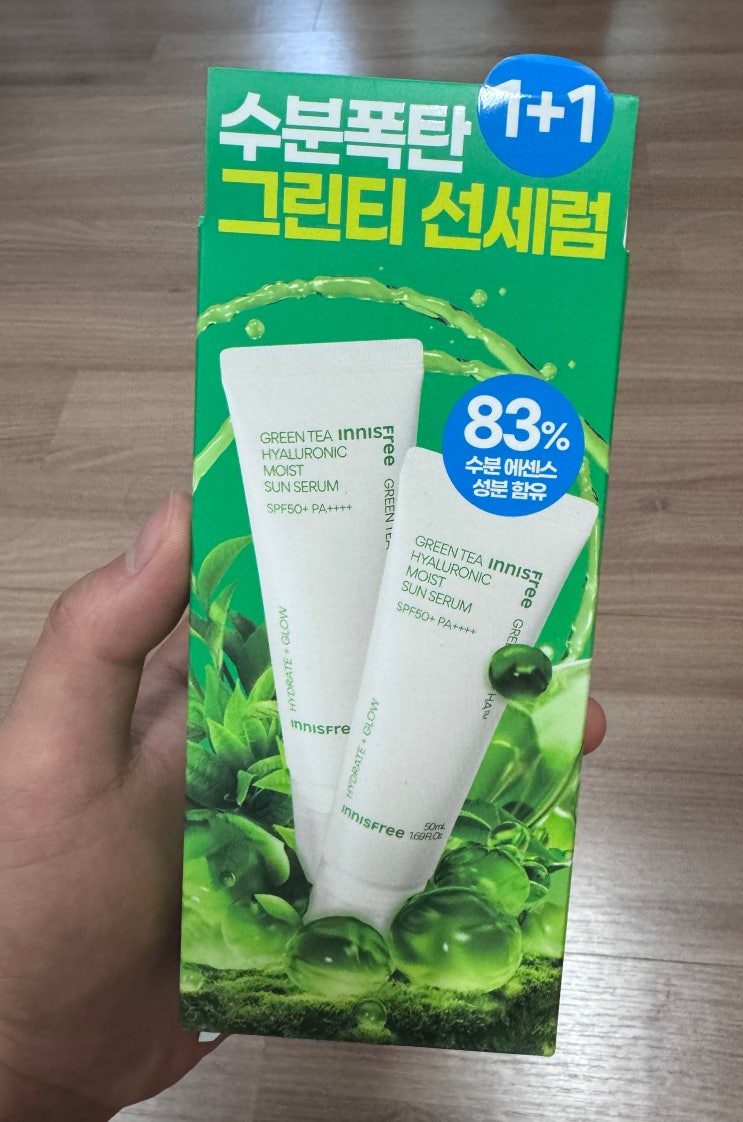 1+1
수분폭탄
그린티 선세럼
83%
수분 에센스
성분 함유
GREEN TEA
HYALURONIC
MOIST
SUN SERUM
SPF50+ PA++++
innisfree
GREEN TEA
HYDRATE + GLOW
innisfree
GREEN TEA
HYALURONIC
MOIST
SUN SERUM
SPF50+ PA++++
innisfree
HYDRATE + GLOW
innisfree
50mL
1.69 Fl.Oz.